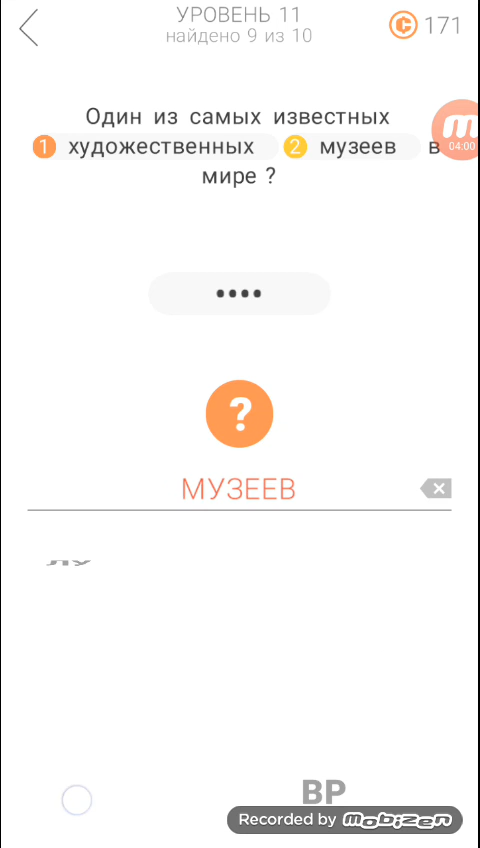 УРОВЕНЬ 11
найдено 9 из 10
171
Один из самых известных
1 художественных 2 музеев в
мире ?
04:00
••••
?
МУЗЕЕВ
ЛУ
ВР
Recorded by mobizen